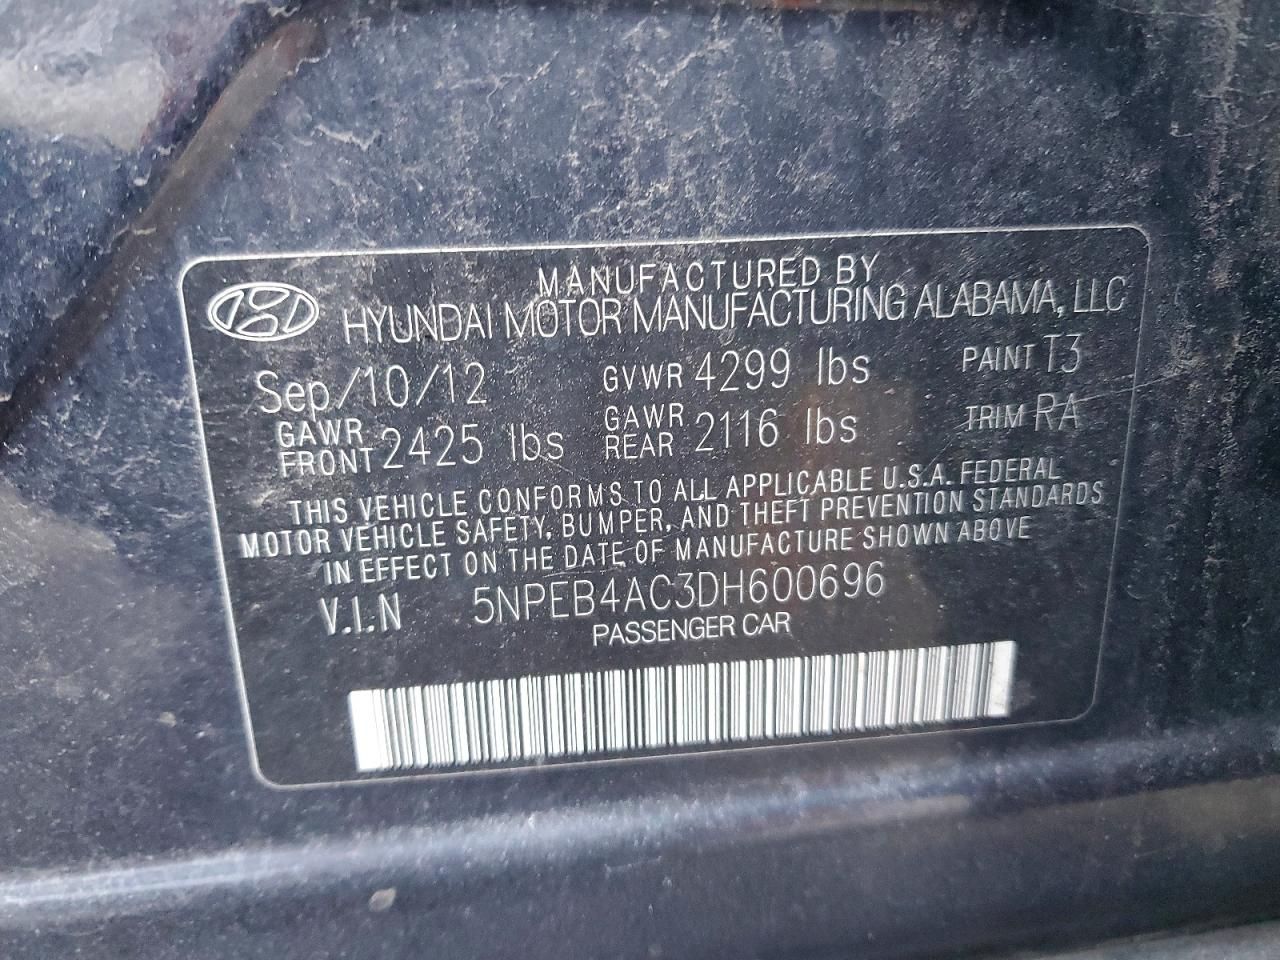 MANUFACTURED BY
HYUNDAI MOTOR MANUFACTURING ALABAMA, LLC
Sep/10/12 GVWR 4299 lbs PAINT T3
GAWR FRONT 2425 lbs GAWR REAR 2116 lbs TRIM RA
THIS VEHICLE CONFORMS TO ALL APPLICABLE U.S.A. FEDERAL
MOTOR VEHICLE SAFETY, BUMPER, AND THEFT PREVENTION STANDARDS
IN EFFECT ON THE DATE OF MANUFACTURE SHOWN ABOVE
V.I.N 5NPEB4AC3DH600696
PASSENGER CAR